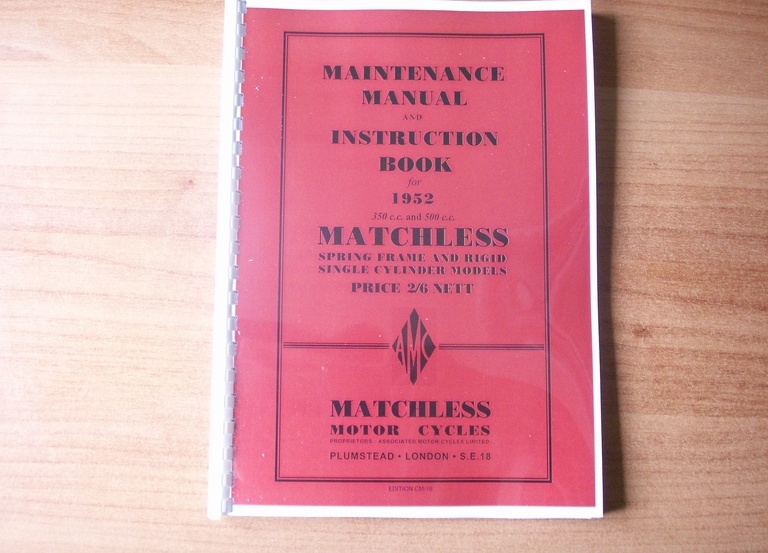 MAINTENANCE
MANUAL
AND
INSTRUCTION
BOOK
for
1952
350 c.c. and 500 c.c.
MATCHLESS
SPRING FRAME AND RIGID
SINGLE CYLINDER MODELS
PRICE 2/6 NETT
AMC
MATCHLESS
MOTOR CYCLES
PROPRIETORS - ASSOCIATED MOTOR CYCLES LIMITED
PLUMSTEAD • LONDON • S.E.18
EDITION